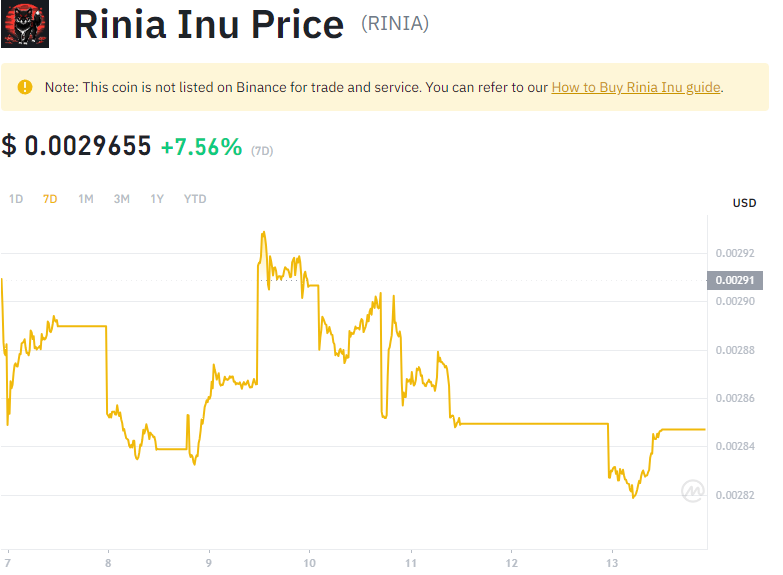 Rinia Inu Price (RINIA)
Note: This coin is not listed on Binance for trade and service. You can refer to our How to Buy Rinia Inu guide.
$ 0.0029655 +7.56% (7D)
1D 7D 1M 3M 1Y YTD
USD
0.00292
0.00291
0.00290
0.00288
0.00286
0.00284
0.00282
7 8 9 10 11 12 13